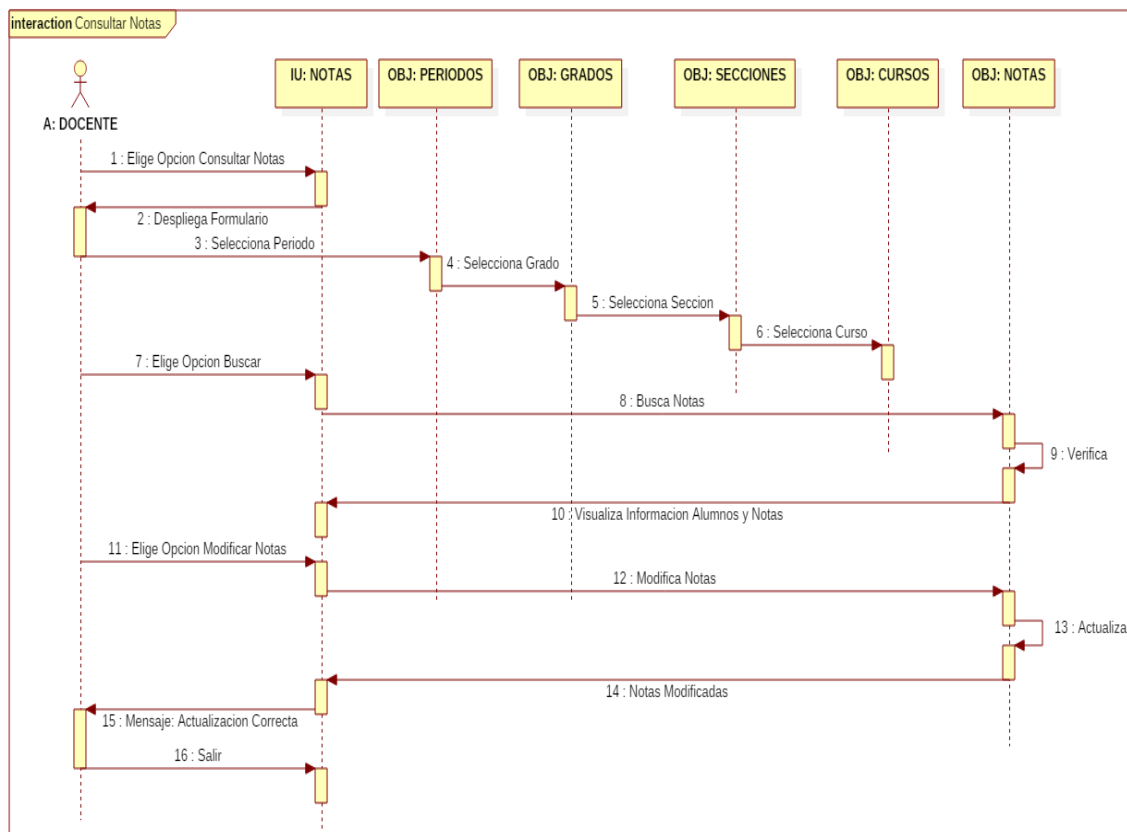 interaction Consultar Notas
IU: NOTAS
OBJ: PERIODOS
OBJ: GRADOS
OBJ: SECCIONES
OBJ: CURSOS
OBJ: NOTAS
A: DOCENTE
1 : Elige Opcion Consultar Notas
2 : Despliega Formulario
3 : Selecciona Periodo
4 : Selecciona Grado
5 : Selecciona Seccion
6 : Selecciona Curso
7 : Elige Opcion Buscar
8 : Busca Notas
9 : Verifica
10 : Visualiza Informacion Alumnos y Notas
11 : Elige Opcion Modificar Notas
12 : Modifica Notas
13 : Actualiza
14 : Notas Modificadas
15 : Mensaje: Actualizacion Correcta
16 : Salir